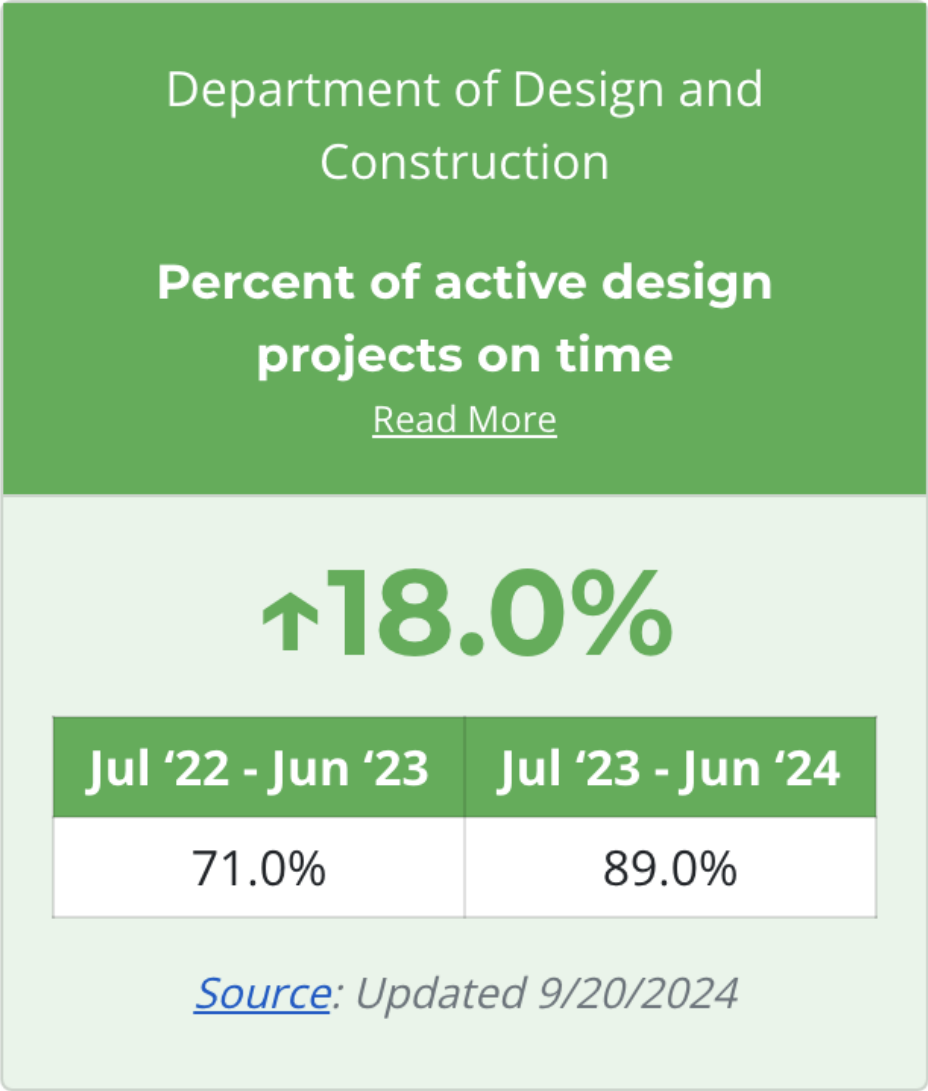 Department of Design and
Construction
Percent of active design
projects on time
Read More
↑18.0%
Jul ‘22 - Jun ‘23 Jul ‘23 - Jun ‘24
71.0% 89.0%
Source: Updated 9/20/2024